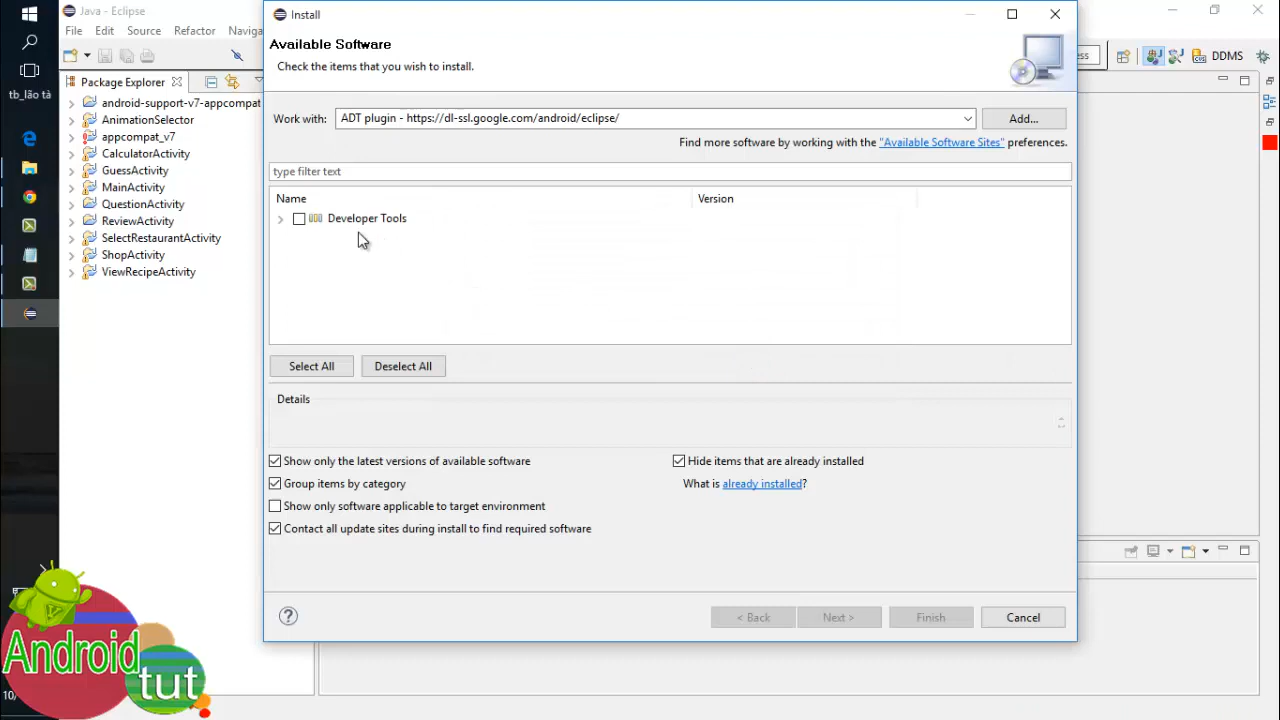 Java - Eclipse
File Edit Source Refactor Naviga
tb_lão tà
DDMS
Package Explorer
android-support-v7-appcompat
AnimationSelector
appcompat_v7
CalculatorActivity
GuessActivity
MainActivity
QuestionActivity
ReviewActivity
SelectRestaurantActivity
ShopActivity
ViewRecipeActivity
Install
Available Software
Check the items that you wish to install.
Work with: ADT plugin - https://dl-ssl.google.com/android/eclipse/ Add...
Find more software by working with the "Available Software Sites" preferences.
type filter text
Name Version
Developer Tools
Select All Deselect All
Details
Show only the latest versions of available software Hide items that are already installed
Group items by category What is already installed?
Show only software applicable to target environment
Contact all update sites during install to find required software
? < Back Next > Finish Cancel
Android
tut
10/